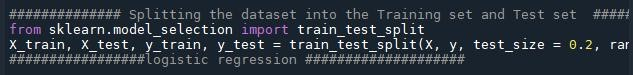 ############# Splitting the dataset into the Training set and Test set #####
from sklearn.model_selection import train_test_split
X_train, X_test, y_train, y_test = train_test_split(X, y, test_size = 0.2, ran
################logistic regression ###################